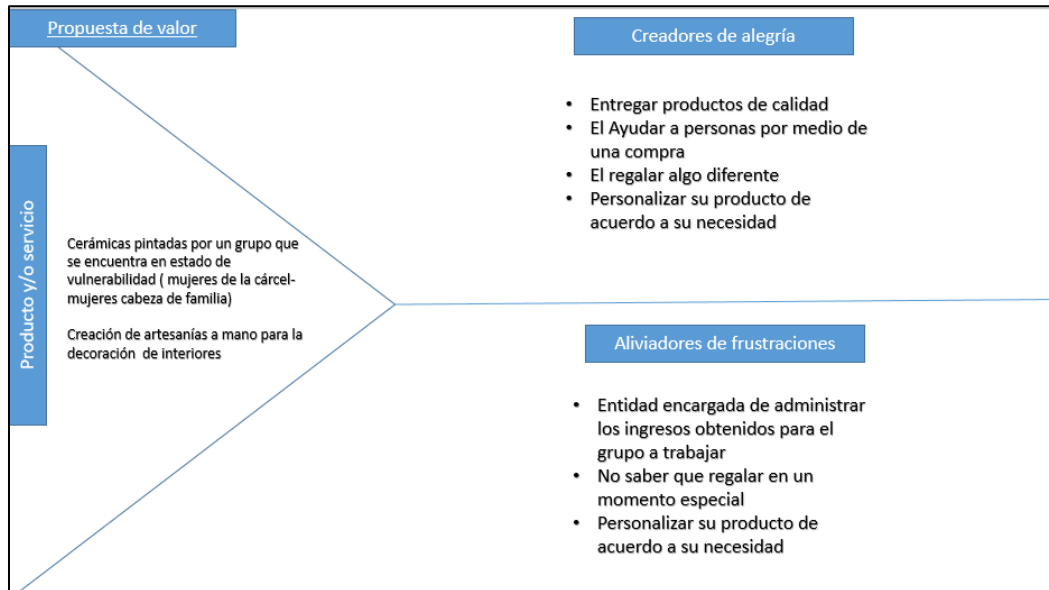 Propuesta de valor
Creadores de alegría
• Entregar productos de calidad
• El Ayudar a personas por medio de
una compra
• El regalar algo diferente
• Personalizar su producto de
acuerdo a su necesidad
Producto y/o servicio
Cerámicas pintadas por un grupo que
se encuentra en estado de
vulnerabilidad ( mujeres de la cárcel-
mujeres cabeza de familia)
Creación de artesanías a mano para la
decoración de interiores
Aliviadores de frustraciones
• Entidad encargada de administrar
los ingresos obtenidos para el
grupo a trabajar
• No saber que regalar en un
momento especial
• Personalizar su producto de
acuerdo a su necesidad